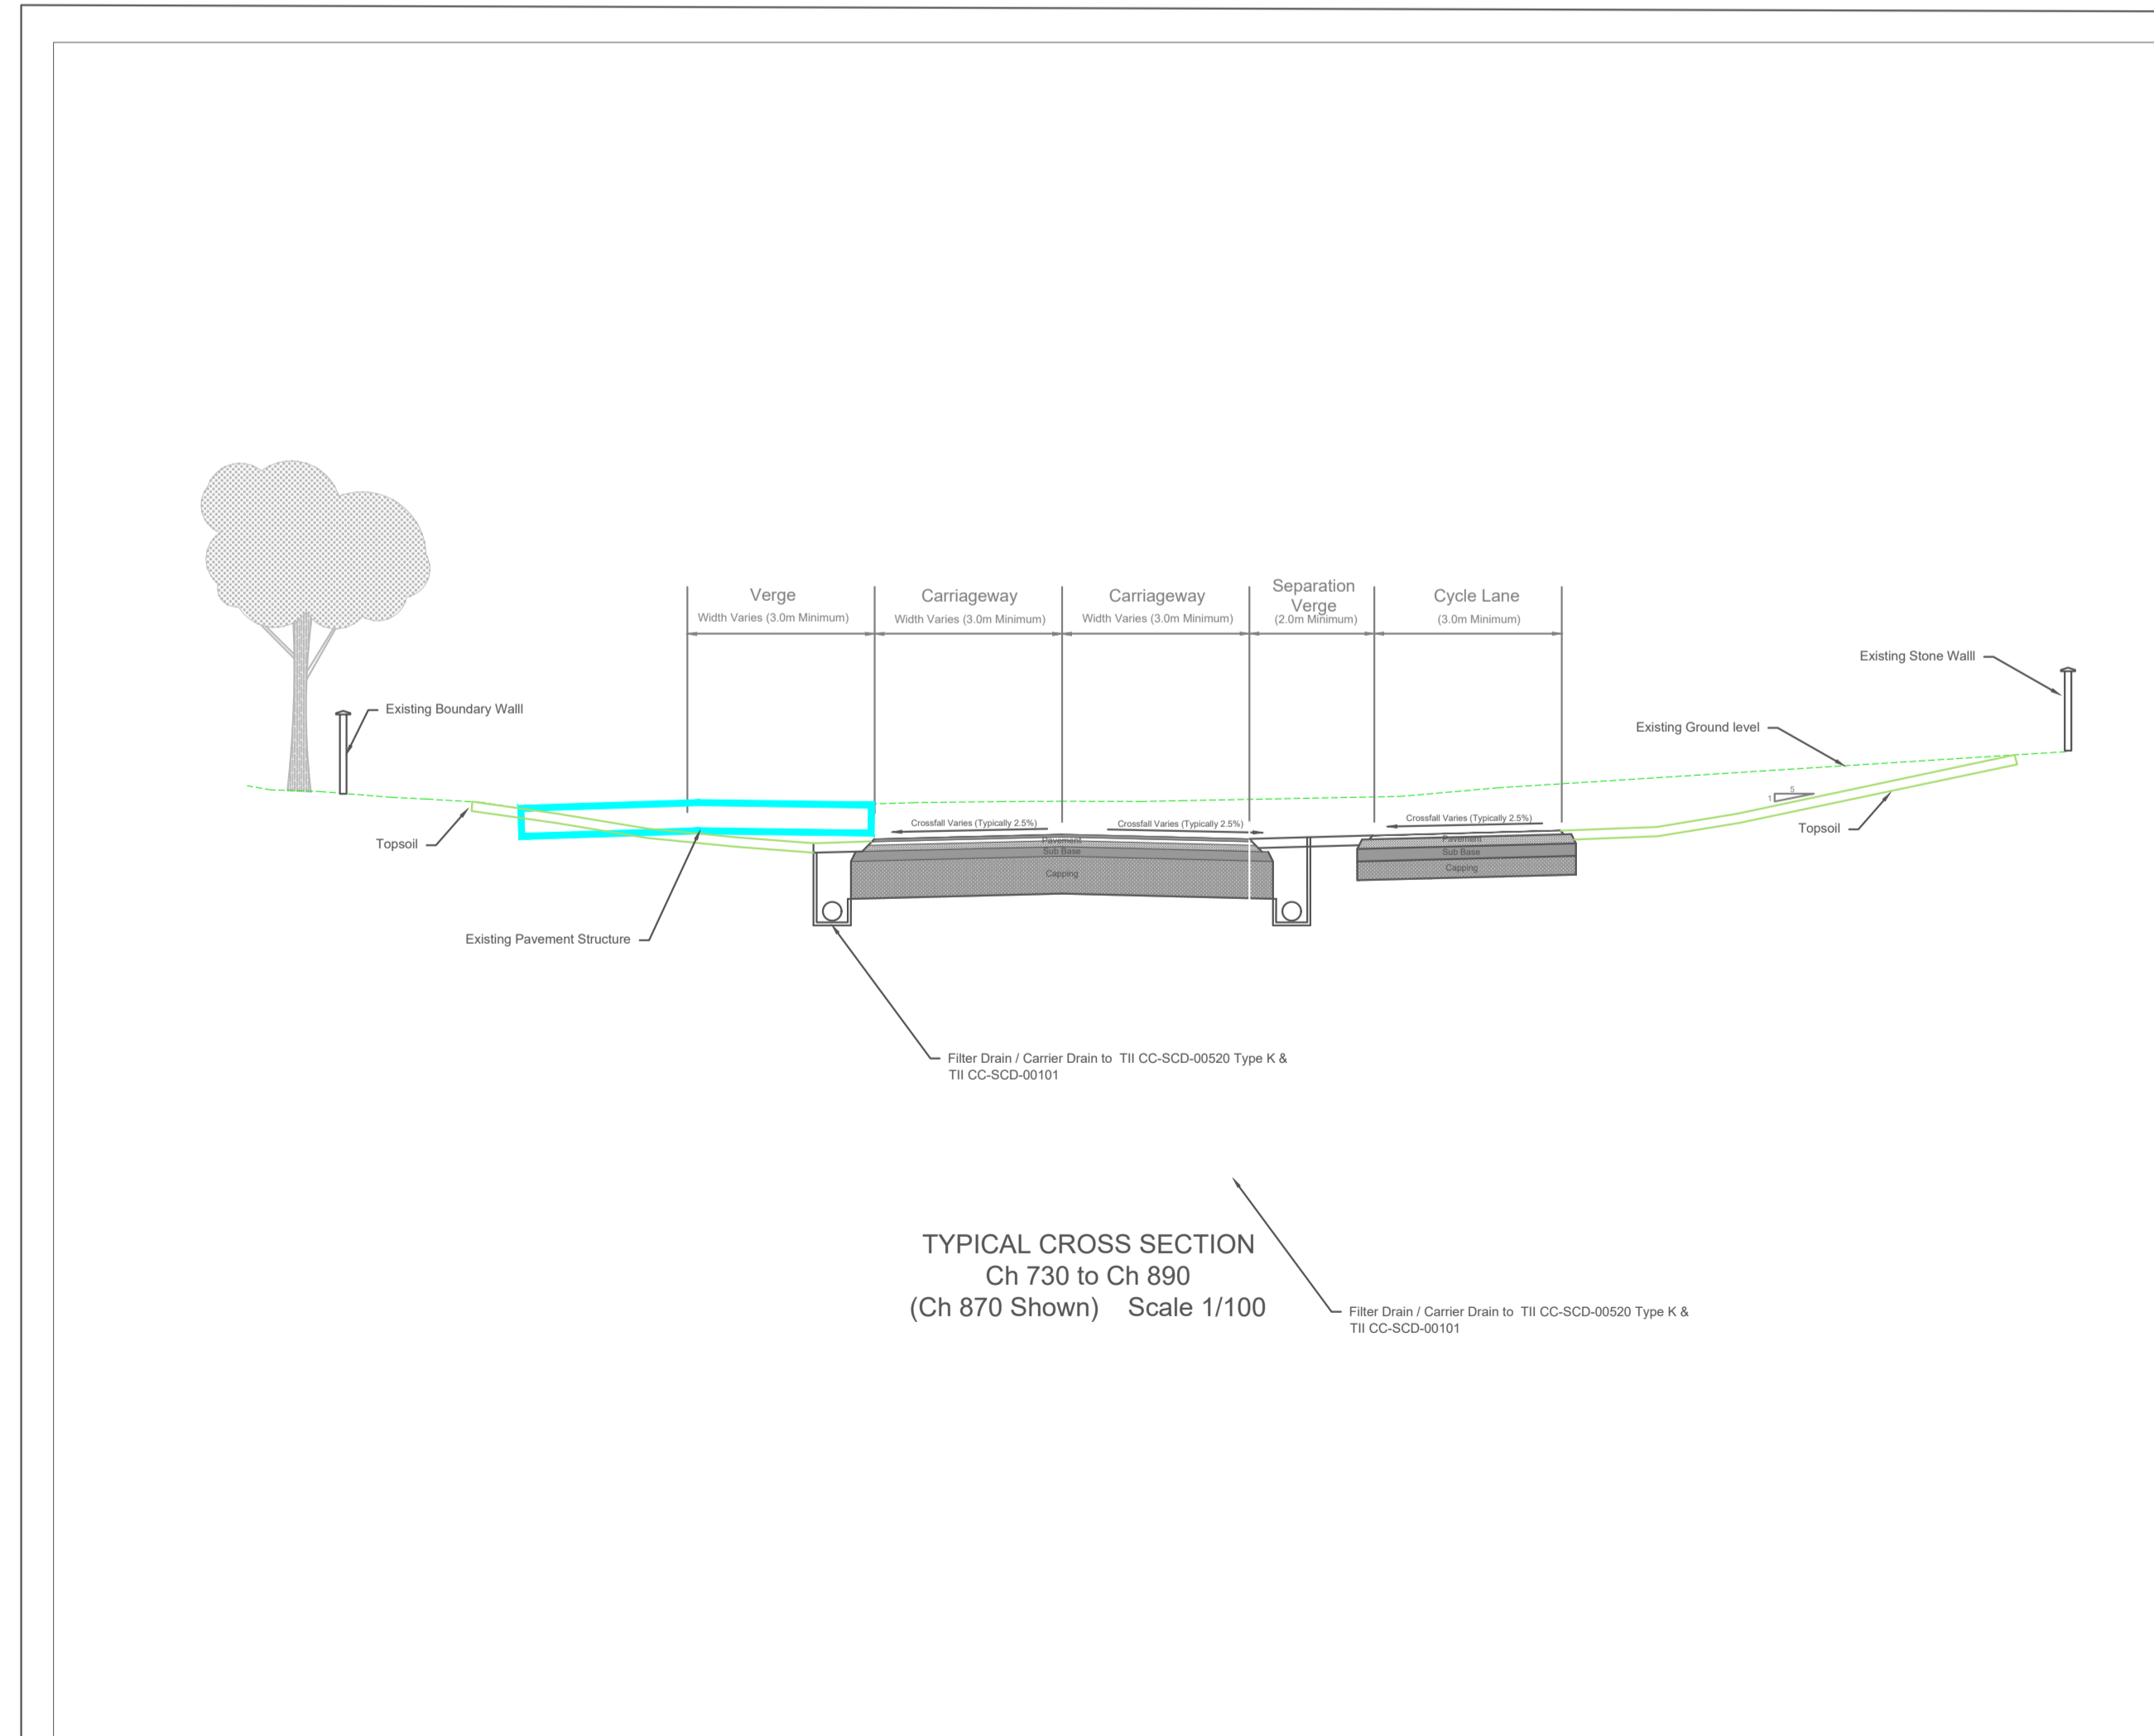 Verge
Width Varies (3.0m Minimum)
Carriageway
Width Varies (3.0m Minimum)
Carriageway
Width Varies (3.0m Minimum)
Separation
Verge
(2.0m Minimum)
Cycle Lane
(3.0m Minimum)
Existing Stone Walll
Existing Boundary Walll
Existing Ground level
5
1
Crossfall Varies (Typically 2.5%)
Crossfall Varies (Typically 2.5%)
Crossfall Varies (Typically 2.5%)
Topsoil
Topsoil
Pavement
Sub Base
Capping
Pavement
Sub Base
Capping
Existing Pavement Structure
Filter Drain / Carrier Drain to TII CC-SCD-00520 Type K &
TII CC-SCD-00101
TYPICAL CROSS SECTION
Ch 730 to Ch 890
(Ch 870 Shown) Scale 1/100
Filter Drain / Carrier Drain to TII CC-SCD-00520 Type K &
TII CC-SCD-00101